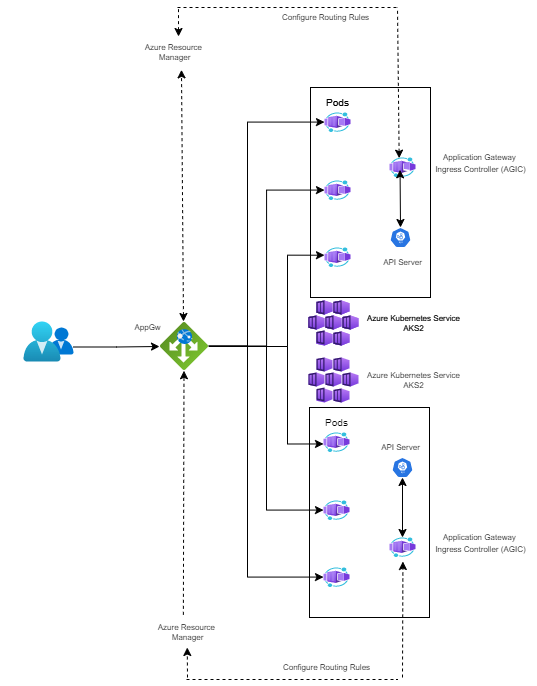 Configure Routing Rules
Azure Resource
Manager
Pods
Application Gateway
Ingress Controller (AGIC)
API Server
AppGw
Azure Kubernetes Service
AKS2
Azure Kubernetes Service
AKS2
Pods
API Server
Application Gateway
Ingress Controller (AGIC)
Azure Resource
Manager
Configure Routing Rules